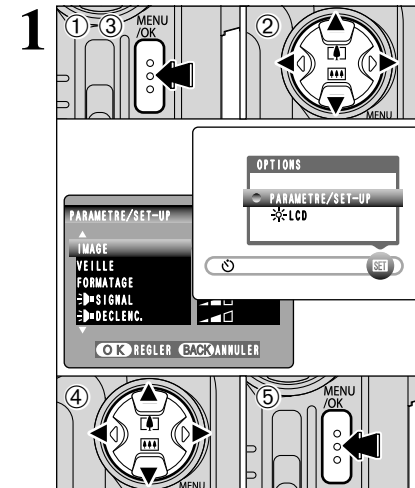 1
①-③ MENU
/OK
②
MENU
OPTIONS
PARAMETRE/SET-UP
LCD
SET
PARAMETRE/SET-UP
IMAGE
VEILLE
FORMATAGE
SIGNAL
DECLENC.
OK REGLER BACK ANNULER
④
MENU
⑤
MENU
/OK